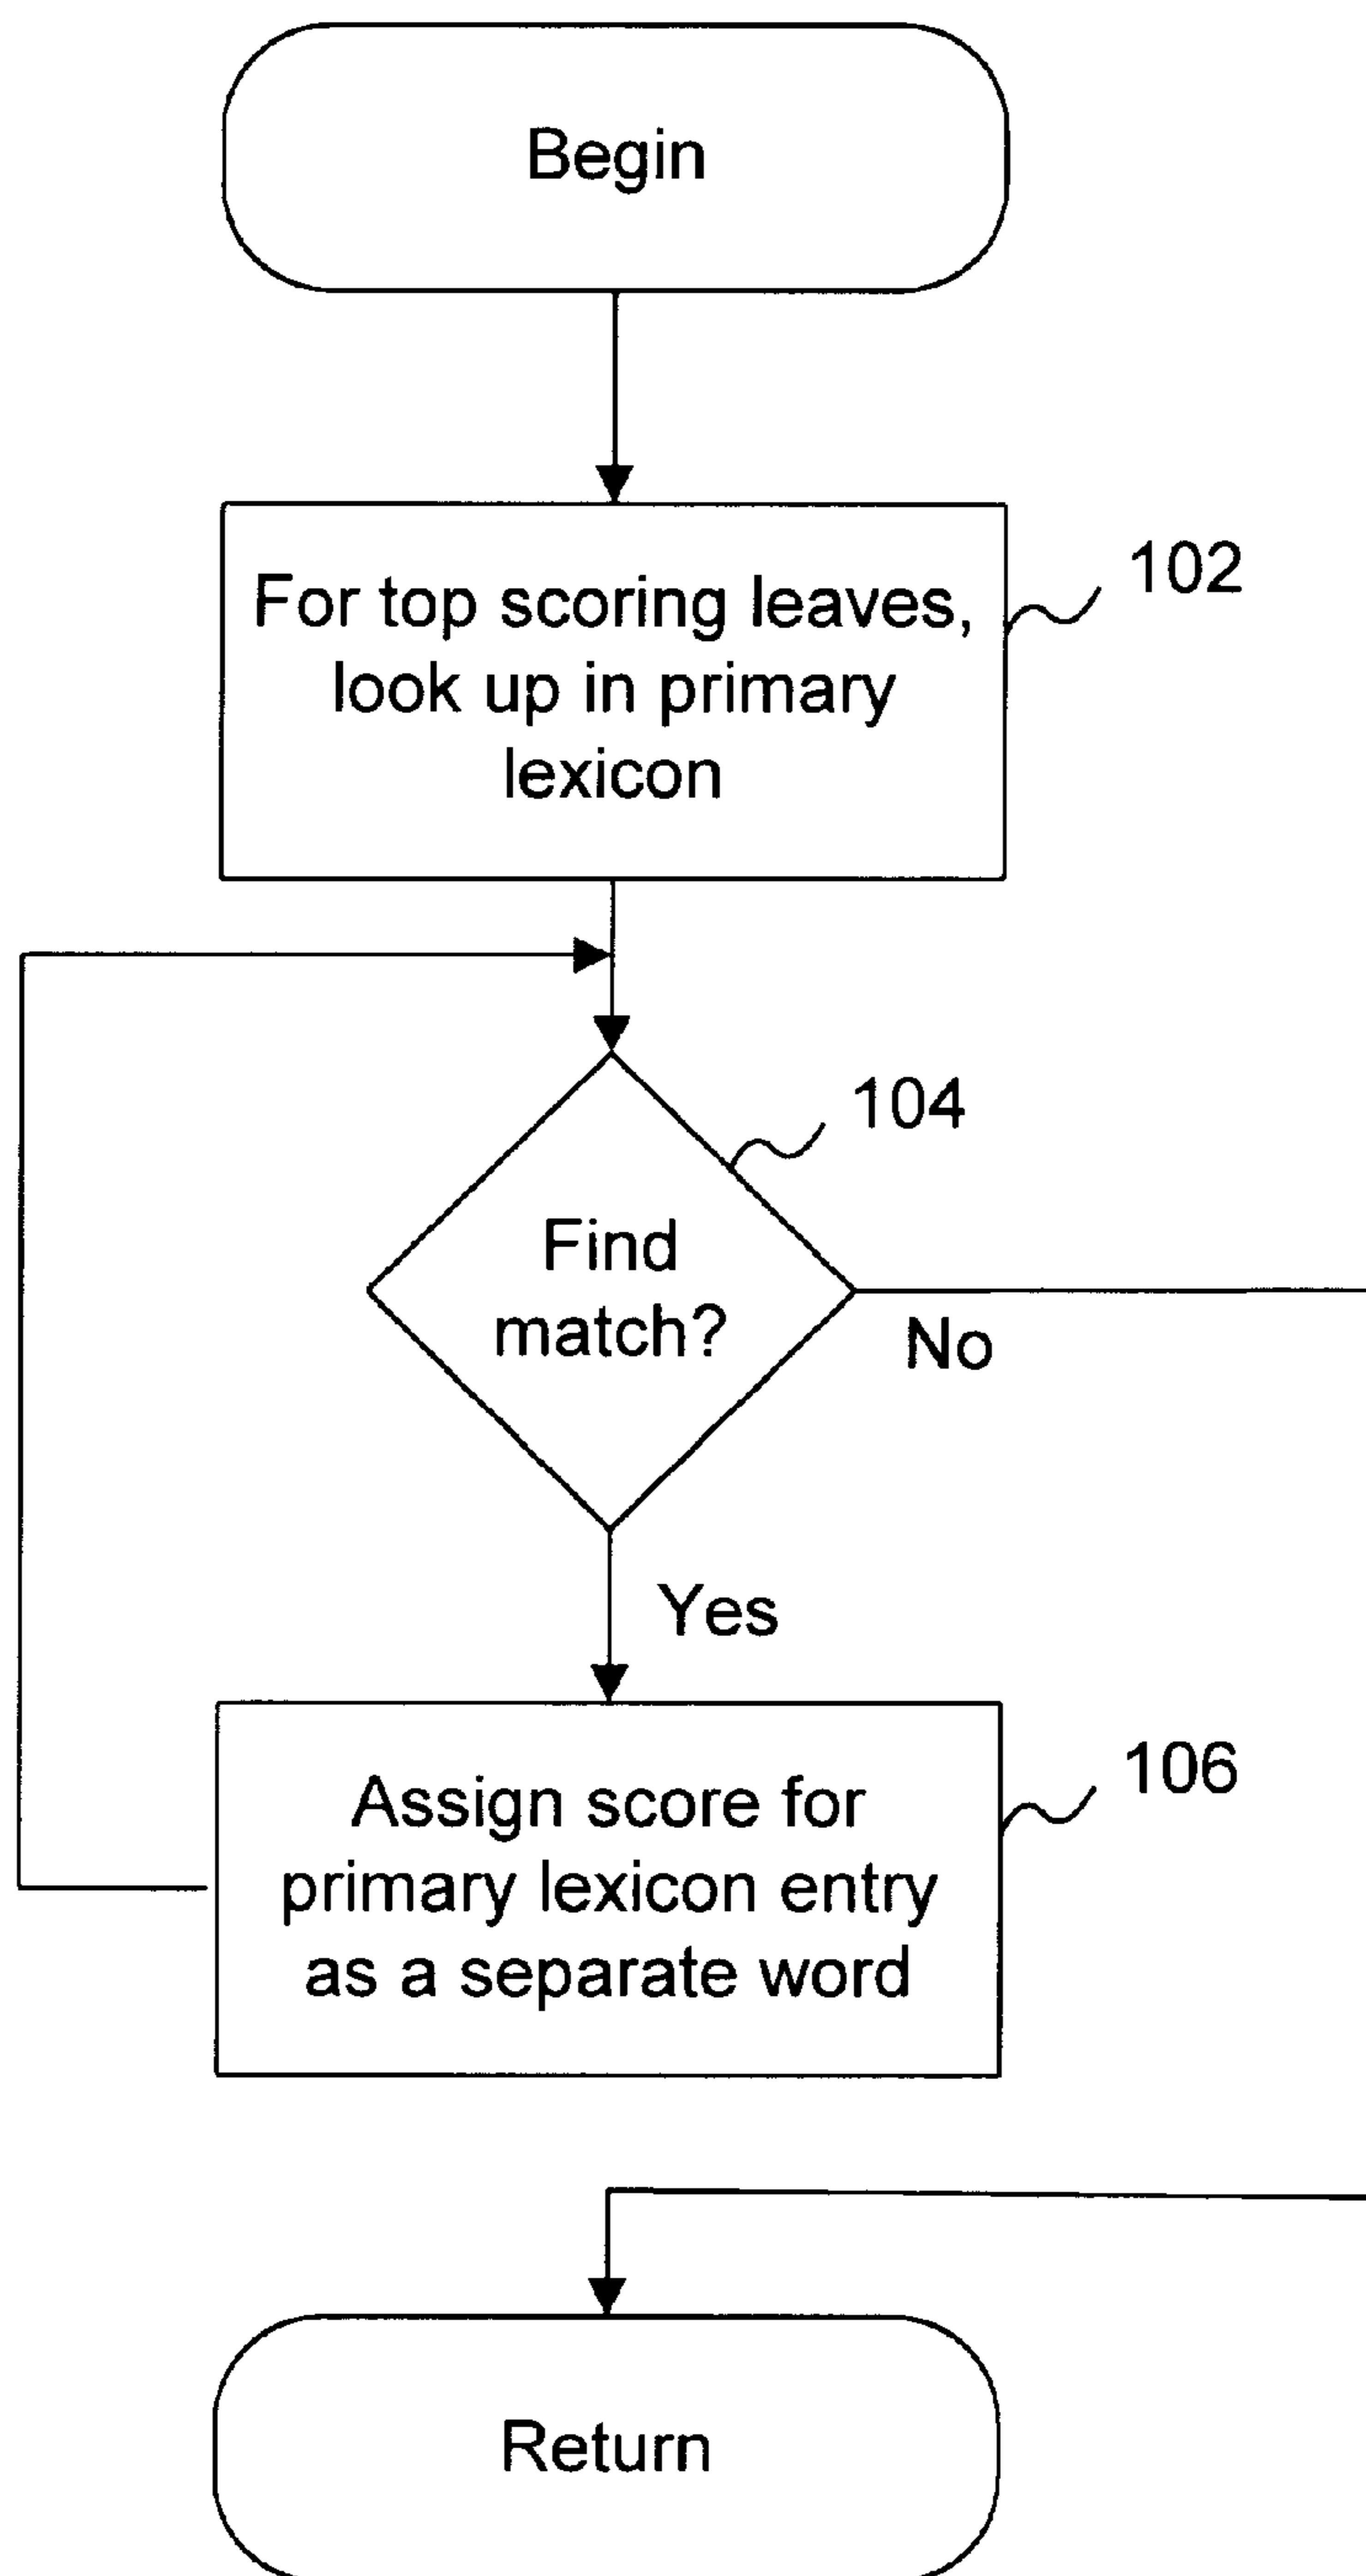 Begin
For top scoring leaves,
look up in primary
lexicon
102
104
Find
match?
No
Yes
Assign score for
primary lexicon entry
as a separate word
106
Return